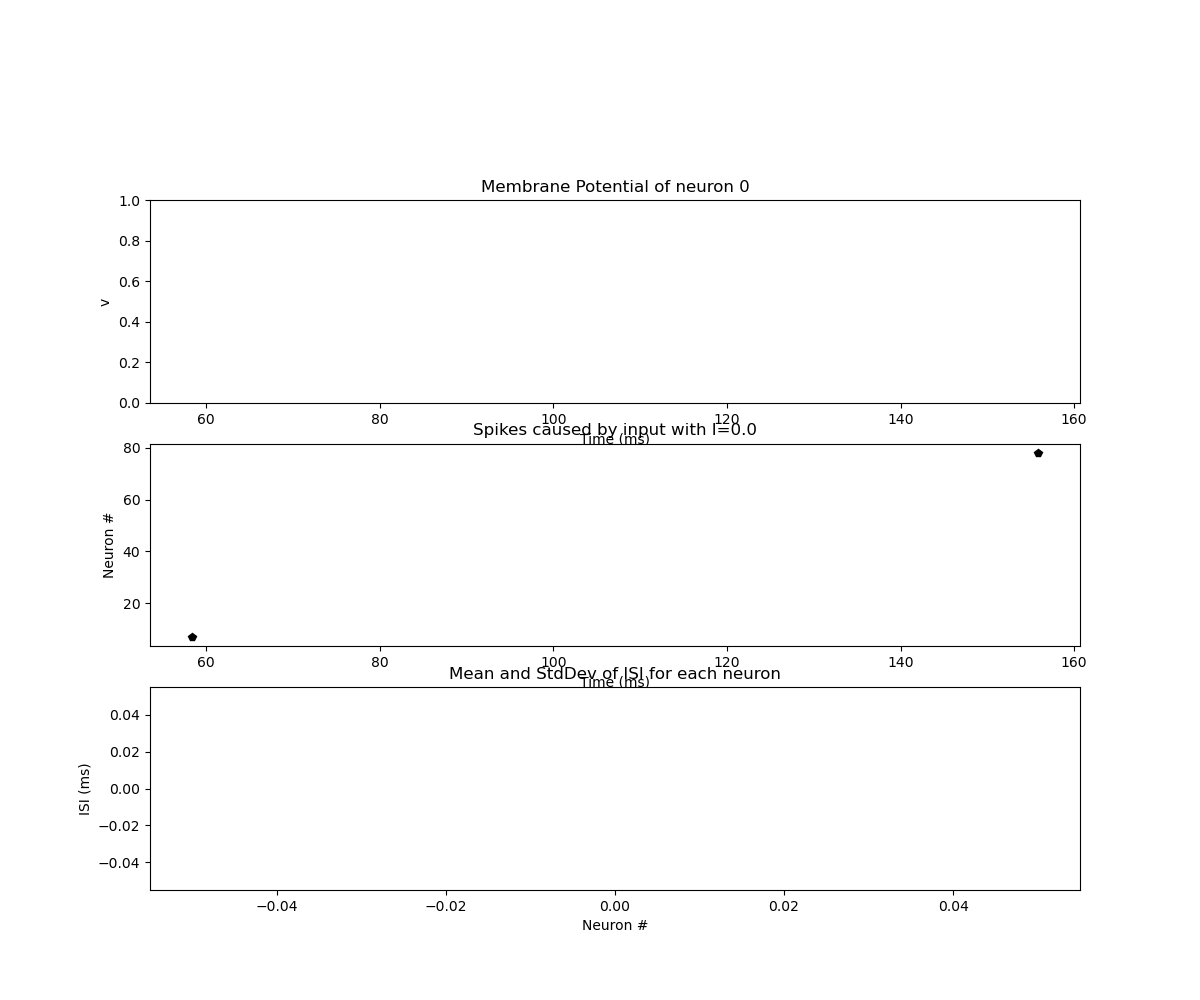 Membrane Potential of neuron 0
1.0
0.8
0.6
0.4
0.2
0.0
v
60 80 100 120 140 160
Time (ms)
Spikes caused by input with I=0.0
80
60
40
20
Neuron #
60 80 100 120 140 160
Time (ms)
Mean and StdDev of ISI for each neuron
0.04
0.02
0.00
−0.02
−0.04
ISI (ms)
−0.04 −0.02 0.00 0.02 0.04
Neuron #